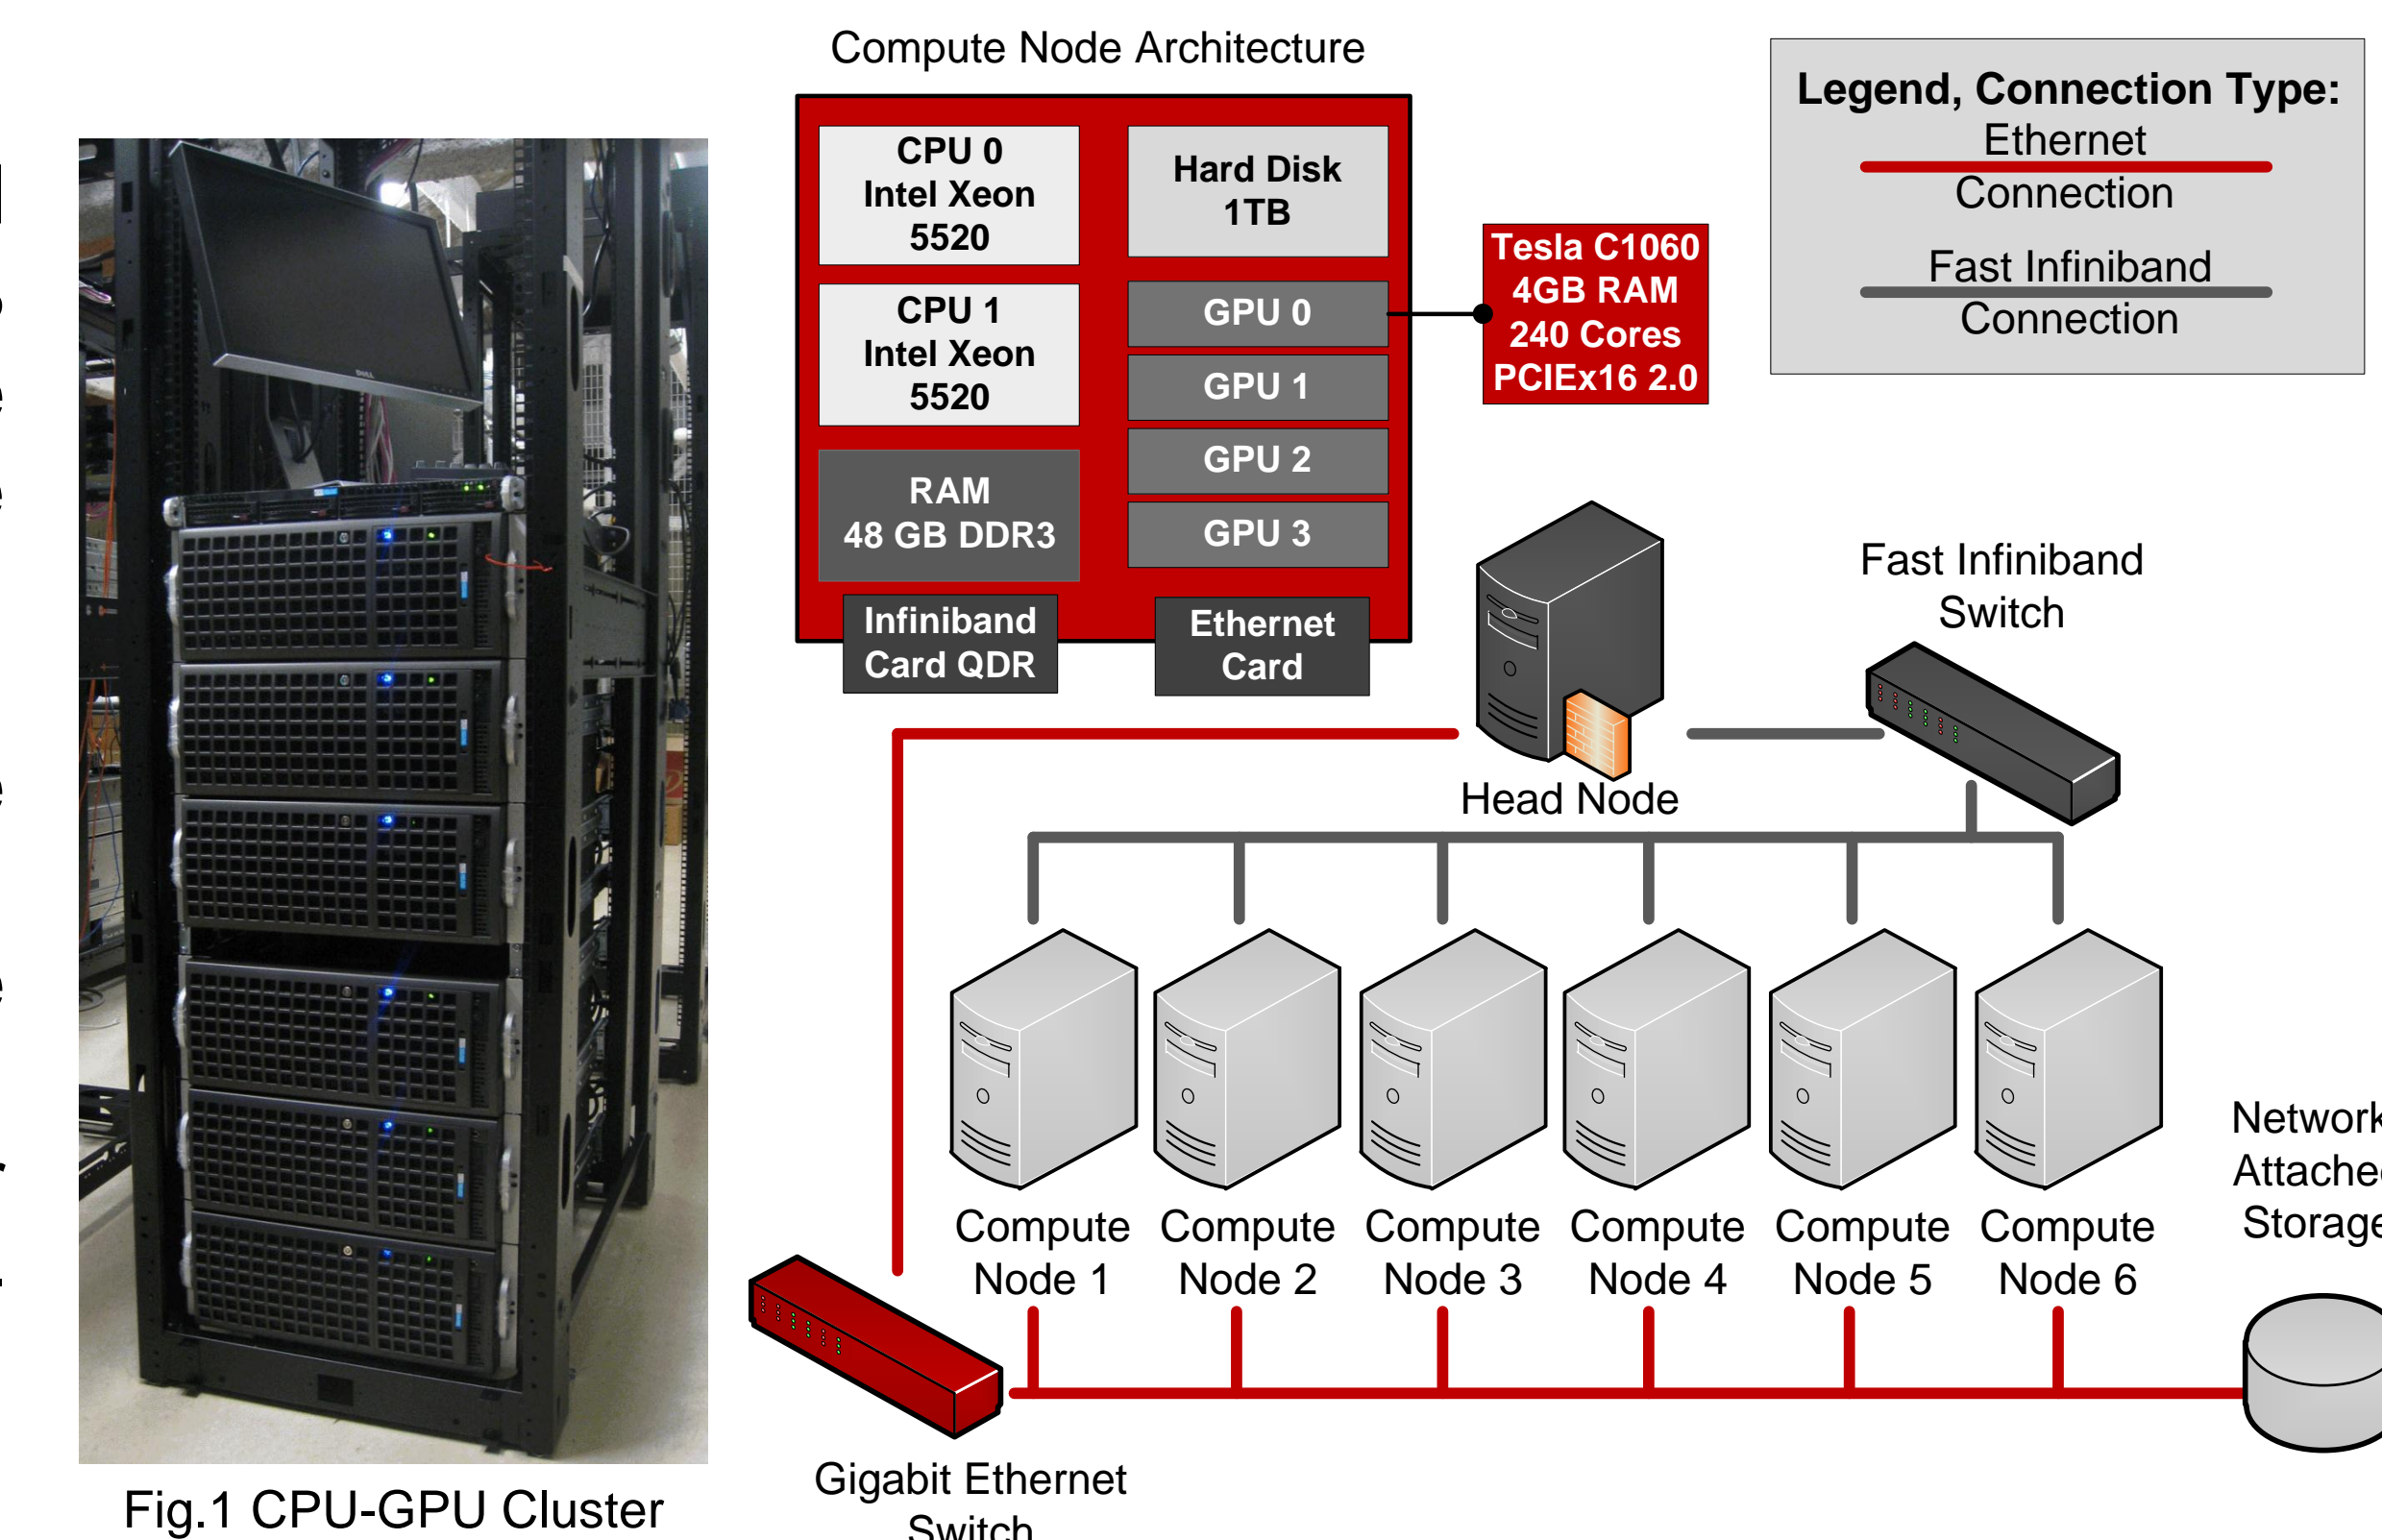 Compute Node Architecture
CPU 0
Intel Xeon
5520
CPU 1
Intel Xeon
5520
RAM
48 GB DDR3
Infiniband
Card QDR
Hard Disk
1TB
GPU 0
GPU 1
GPU 2
GPU 3
Ethernet
Card
Tesla C1060
4GB RAM
240 Cores
PCIEx16 2.0
Legend, Connection Type:
Ethernet
Connection
Fast Infiniband
Connection
Fast Infiniband
Switch
Head Node
Compute
Node 1
Compute
Node 2
Compute
Node 3
Compute
Node 4
Compute
Node 5
Compute
Node 6
Network
Attached
Storage
Gigabit Ethernet
Switch
DELL
Fig.1 CPU-GPU Cluster